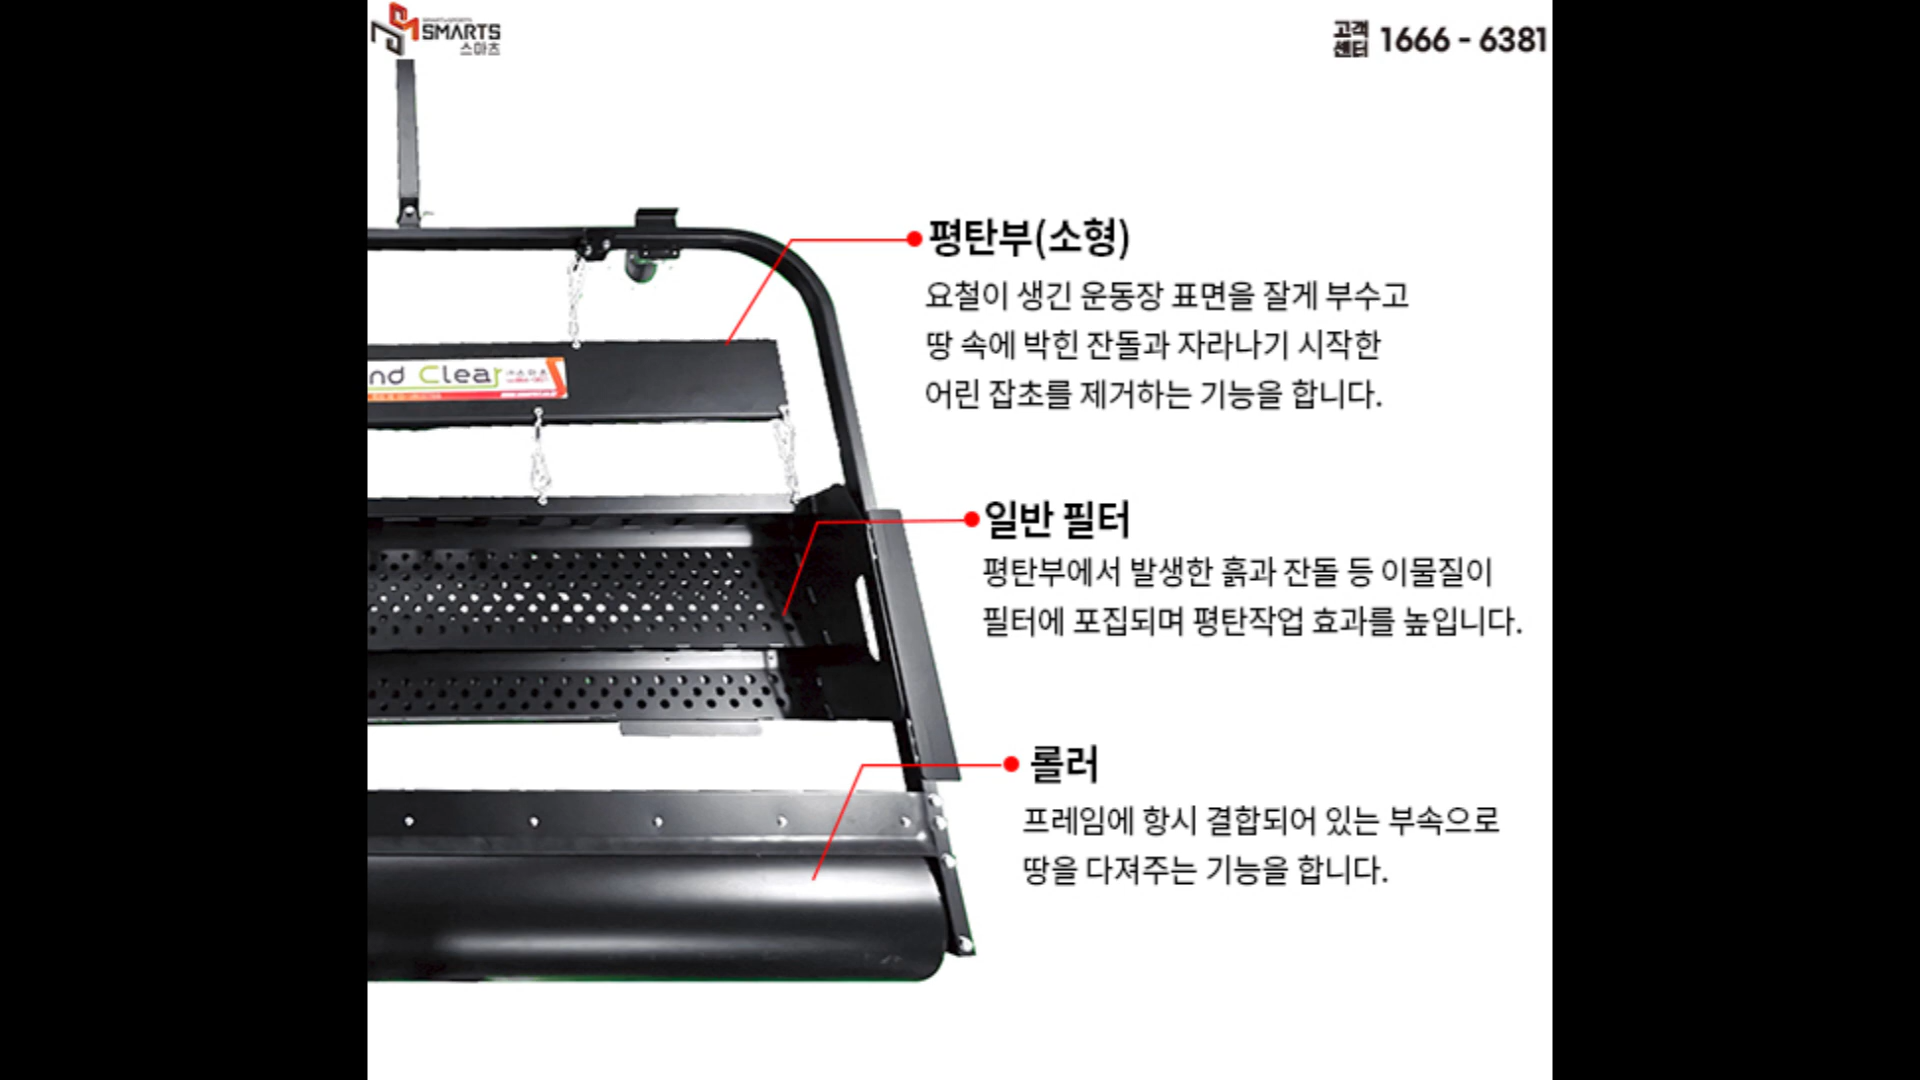 SMARTS
스마츠
고객
센터
1666 - 6381
평탄부(소형)
요철이 생긴 운동장 표면을 잘게 부수고
땅 속에 박힌 잔돌과 자라나기 시작한
어린 잡초를 제거하는 기능을 합니다.
nd Clear
일반 필터
평탄부에서 발생한 흙과 잔돌 등 이물질이
필터에 포집되며 평탄작업 효과를 높입니다.
롤러
프레임에 항시 결합되어 있는 부속으로
땅을 다져주는 기능을 합니다.